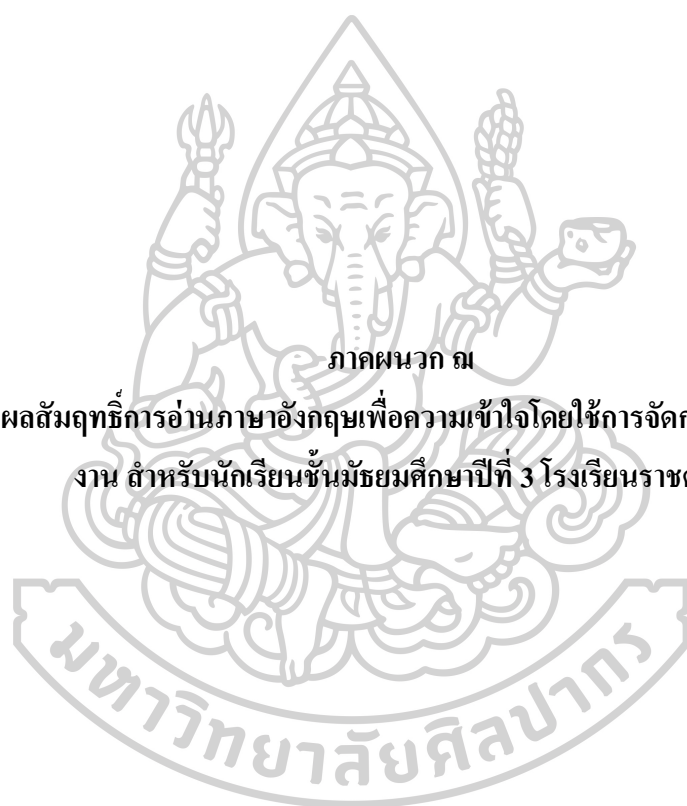 ภาคผนวก ฌ
ผลสัมฤทธิ์การอ่านภาษาอังกฤษเพื่อความเข้าใจโดยใช้การจัดก
งาน สำหรับนักเรียนชั้นมัธยมศึกษาปีที่ 3 โรงเรียนราช
มหาวิทยาลัยศิลปากร